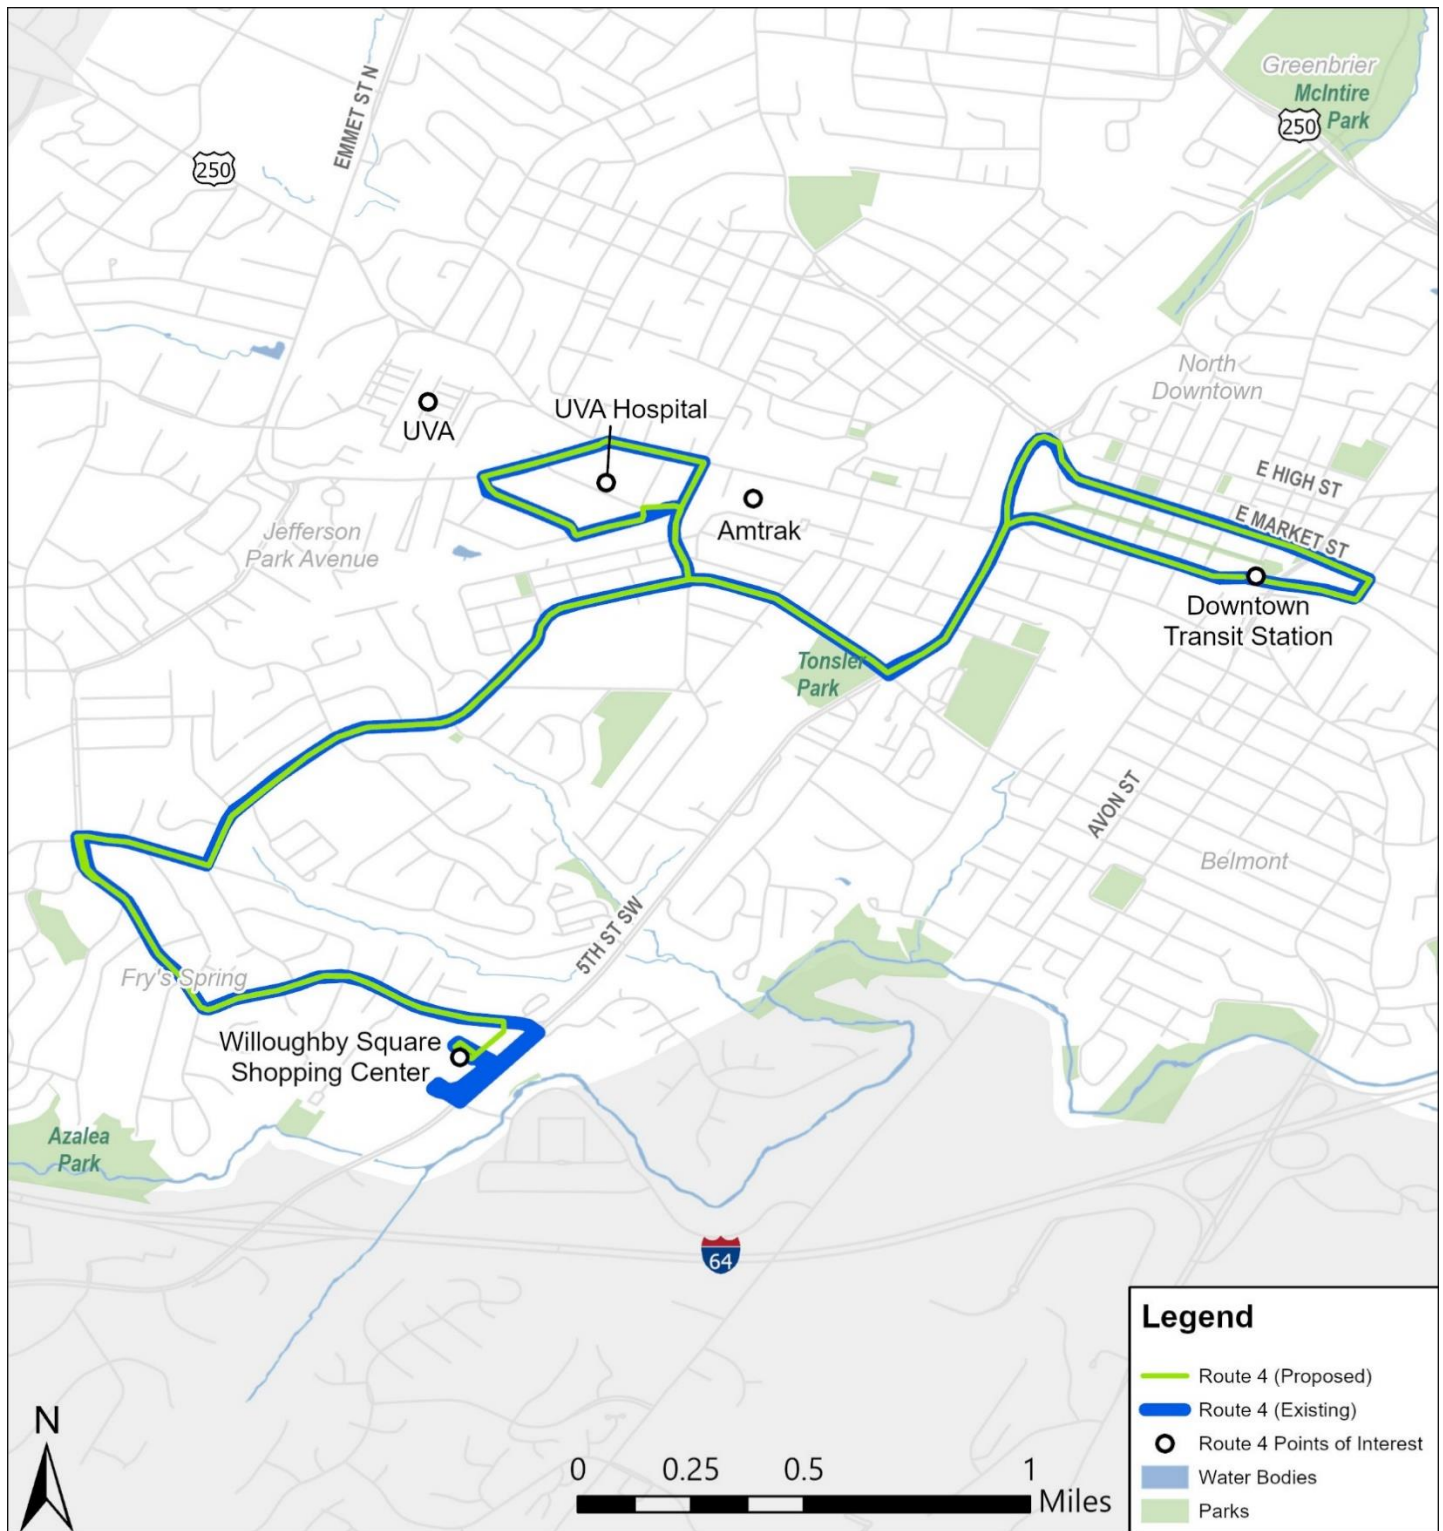 Greenbrier
McIntire
Park
250
EMMET ST N
250
North
Downtown
UVA Hospital
UVA
E HIGH ST
E MARKET ST
Amtrak
Jefferson
Park Avenue
Downtown
Transit Station
Tonsler
Park
AVON ST
Belmont
5TH ST SW
Fry's Spring
Willoughby Square
Shopping Center
Azalea
Park
64
Legend
Route 4 (Proposed)
Route 4 (Existing)
Route 4 Points of Interest
Water Bodies
Parks
N
0 0.25 0.5 1
Miles